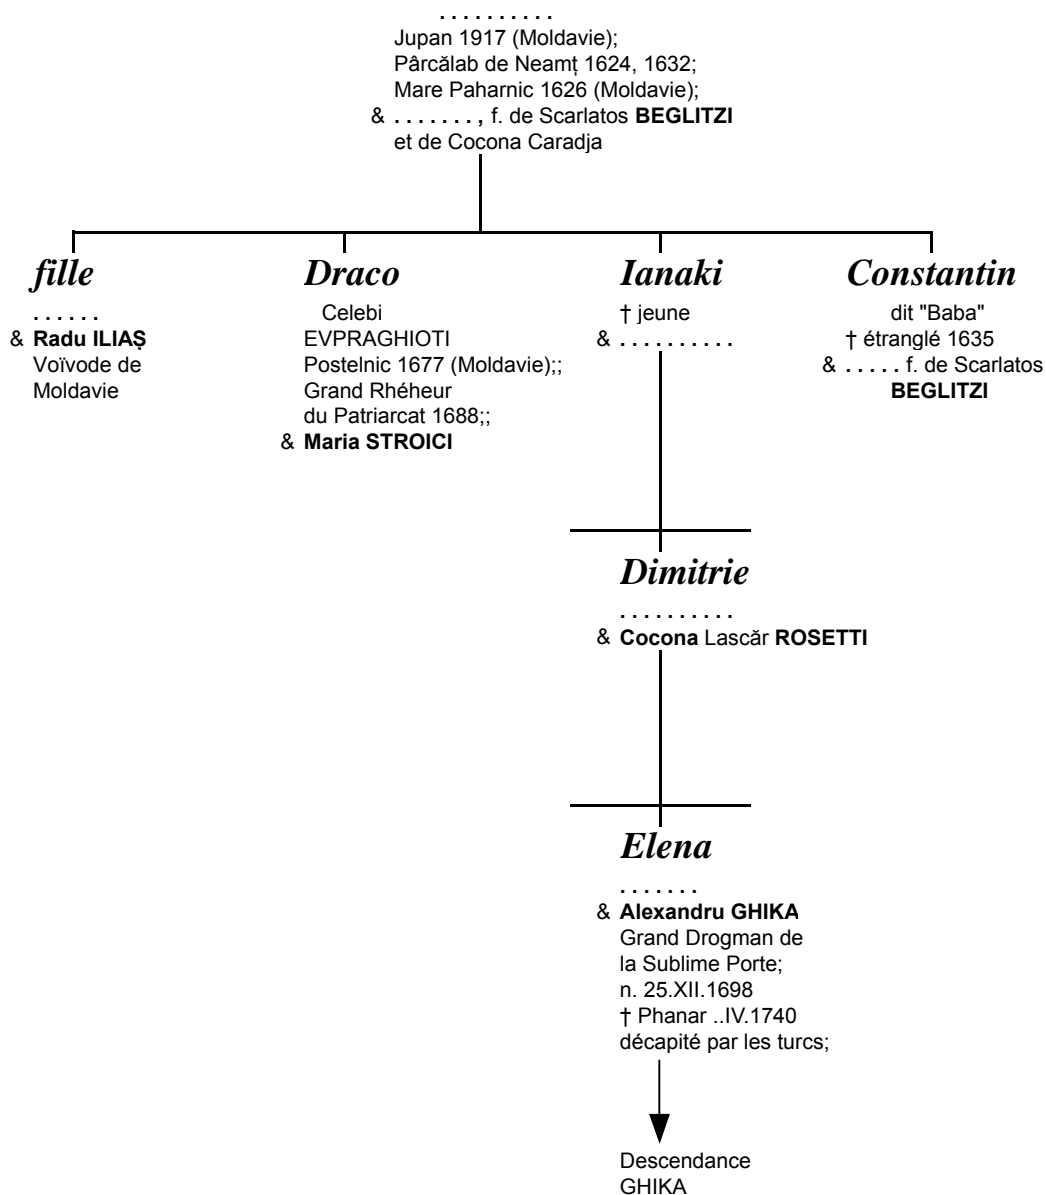 . . . . . . . . . .
Jupan 1917 (Moldavie);
Pârcălab de Neamţ 1624, 1632;
Mare Paharnic 1626 (Moldavie);
& . . . . . . . , f. de Scarlatos BEGLITZI
et de Cocona Caradja
fille
. . . . . .
& Radu ILIAŞ
Voïvode de
Moldavie
Draco
Celebi
EVPRAGHIOTI
Postelnic 1677 (Moldavie);;
Grand Rhéheur
du Patriarcat 1688;;
& Maria STROICI
Ianaki
† jeune
& . . . . . . . . . .
Constantin
dit "Baba"
† étranglé 1635
& . . . . . f. de Scarlatos
BEGLITZI
Dimitrie
. . . . . . . . . .
& Cocona Lascăr ROSETTI
Elena
. . . . . . .
& Alexandru GHIKA
Grand Drogman de
la Sublime Porte;
n. 25.XII.1698
† Phanar ..IV.1740
décapité par les turcs;
Descendance
GHIKA